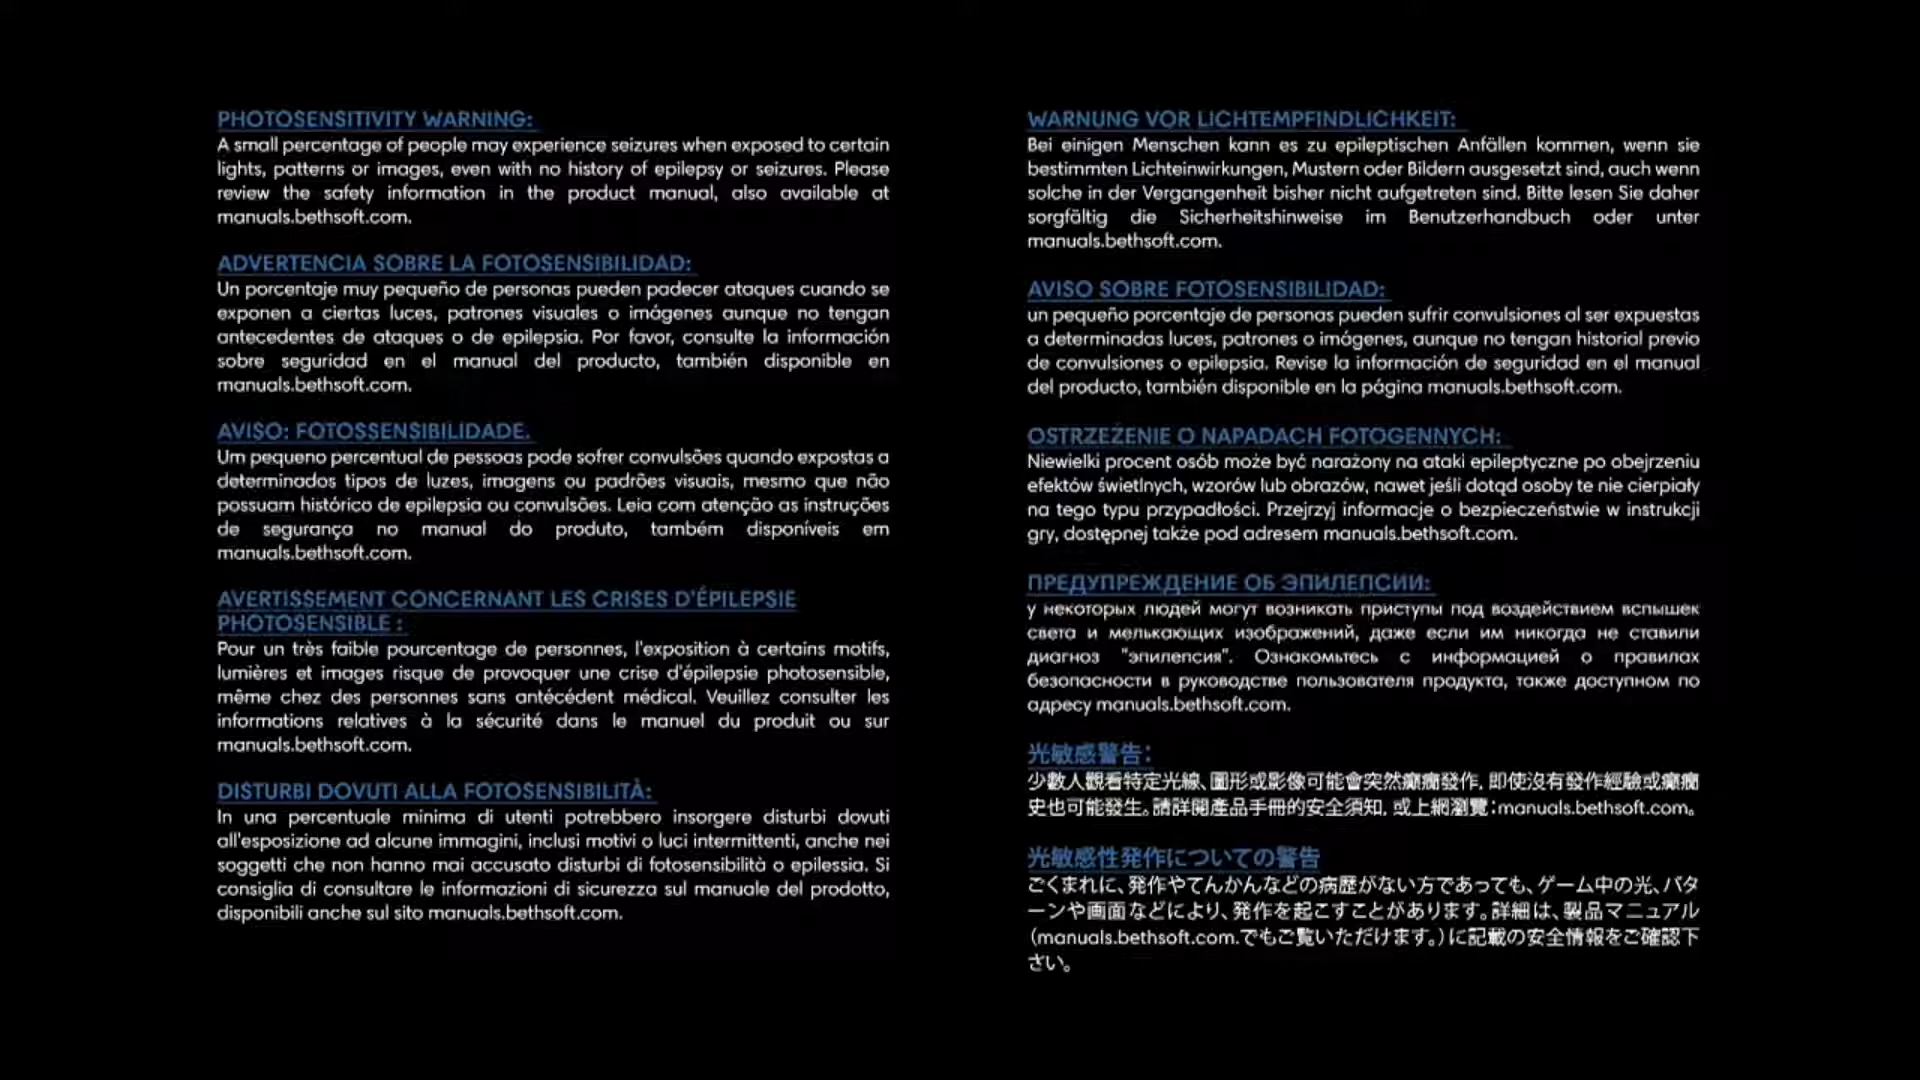 PHOTOSENSITIVITY WARNING:
A small percentage of people may experience seizures when exposed to certain
lights, patterns or images, even with no history of epilepsy or seizures. Please
review the safety information in the product manual, also available at
manuals.bethsoft.com.
ADVERTENCIA SOBRE LA FOTOSENSIBILIDAD:
Un porcentaje muy pequeño de personas pueden padecer ataques cuando se
exponen a ciertas luces, patrones visuales o imágenes aunque no tengan
antecedentes de ataques o de epilepsia. Por favor, consulte la información
sobre seguridad en el manual del producto, también disponible en
manuals.bethsoft.com.
AVISO: FOTOSSENSIBILIDADE.
Um pequeno percentual de pessoas pode sofrer convulsões quando expostas a
determinados tipos de luzes, imagens ou padrões visuais, mesmo que não
possuam histórico de epilepsia ou convulsões. Leia com atenção as instruções
de segurança no manual do produto, também disponíveis em
manuals.bethsoft.com.
AVERTISSEMENT CONCERNANT LES CRISES D'ÉPILEPSIE
PHOTOSENSIBLE :
Pour un très faible pourcentage de personnes, l'exposition à certains motifs,
lumières et images risque de provoquer une crise d'épilepsie photosensible,
même chez des personnes sans antécédent médical. Veuillez consulter les
informations relatives à la sécurité dans le manuel du produit ou sur
manuals.bethsoft.com.
DISTURBI DOVUTI ALLA FOTOSENSIBILITÀ:
In una percentuale minima di utenti potrebbero insorgere disturbi dovuti
all'esposizione ad alcune immagini, inclusi motivi o luci intermittenti, anche nei
soggetti che non hanno mai accusato disturbi di fotosensibilità o epilessia. Si
consiglia di consultare le informazioni di sicurezza sul manuale del prodotto,
disponibili anche sul sito manuals.bethsoft.com.
WARNUNG VOR LICHTEMPFINDLICHKEIT:
Bei einigen Menschen kann es zu epileptischen Anfällen kommen, wenn sie
bestimmten Lichteinwirkungen, Mustern oder Bildern ausgesetzt sind, auch wenn
solche in der Vergangenheit bisher nicht aufgetreten sind. Bitte lesen Sie daher
sorgfältig die Sicherheitshinweise im Benutzerhandbuch oder unter
manuals.bethsoft.com.
AVISO SOBRE FOTOSENSIBILIDAD:
un pequeño porcentaje de personas pueden sufrir convulsiones al ser expuestas
a determinadas luces, patrones o imágenes, aunque no tengan historial previo
de convulsiones o epilepsia. Revise la información de seguridad en el manual
del producto, también disponible en la página manuals.bethsoft.com.
OSTRZEŻENIE O NAPADACH FOTOGENNYCH:
Niewielki procent osób może być narażony na ataki epileptyczne po obejrzeniu
efektów świetlnych, wzorów lub obrazów, nawet jeśli dotąd osoby te nie cierpiały
na tego typu przypadłości. Przejrzyj informacje o bezpieczeństwie w instrukcji
gry, dostępnej także pod adresem manuals.bethsoft.com.
ПРЕДУПРЕЖДЕНИЕ ОБ ЭПИЛЕПСИИ:
у некоторых людей могут возникать приступы под воздействием вспышек
света и мелькающих изображений, даже если им никогда не ставили
диагноз "эпилепсия". Ознакомьтесь с информацией о правилах
безопасности в руководстве пользователя продукта, также доступном по
адресу manuals.bethsoft.com.
光敏感警告：
少數人觀看特定光線、圖形或影像可能會突然癲癇發作，即使沒有發作經驗或癲癇
史也可能發生。請詳閱產品手冊的安全須知，或上網瀏覽：manuals.bethsoft.com。
光敏感性発作についての警告
ごくまれに、発作やてんかんなどの病歴がない方であっても、ゲーム中の光、パタ
ーンや画面などにより、発作を起こすことがあります。詳細は、製品マニュアル
（manuals.bethsoft.com.でもご覧いただけます。）に記載の安全情報をご確認下
さい。